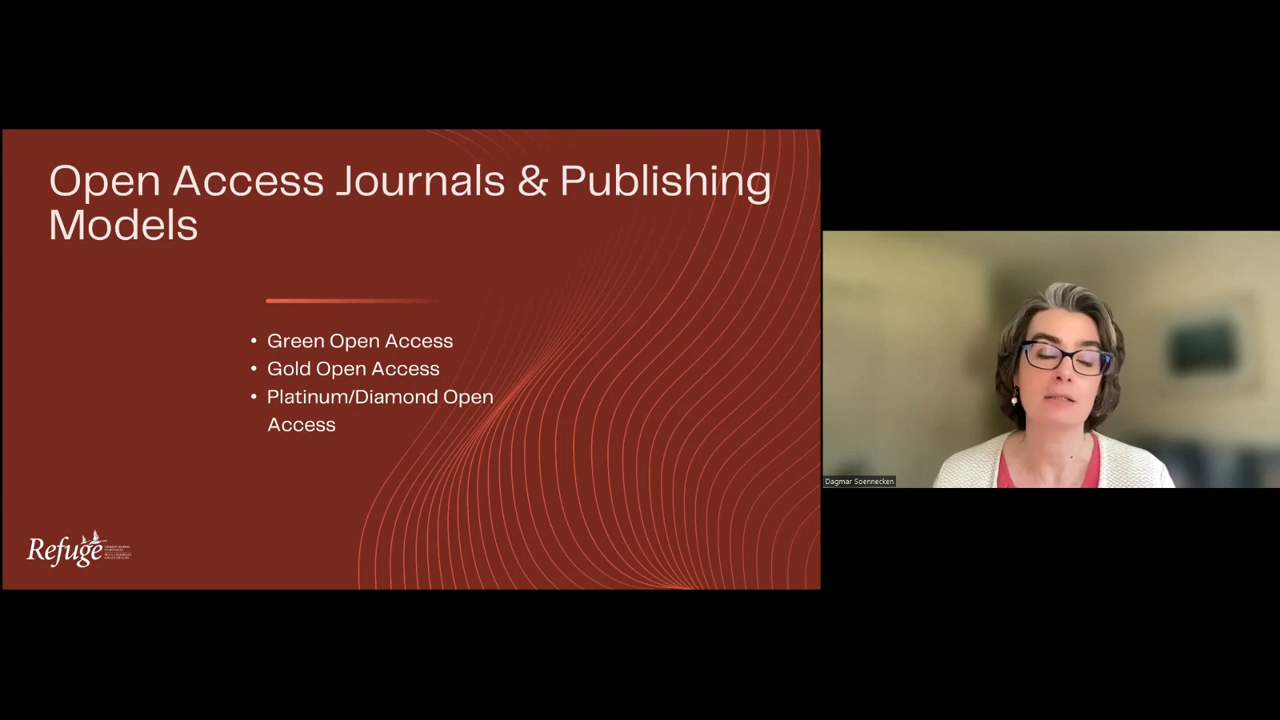 Open Access Journals & Publishing
Models
• Green Open Access
• Gold Open Access
• Platinum/Diamond Open
Access
Refuge
Dagmar Soennecken